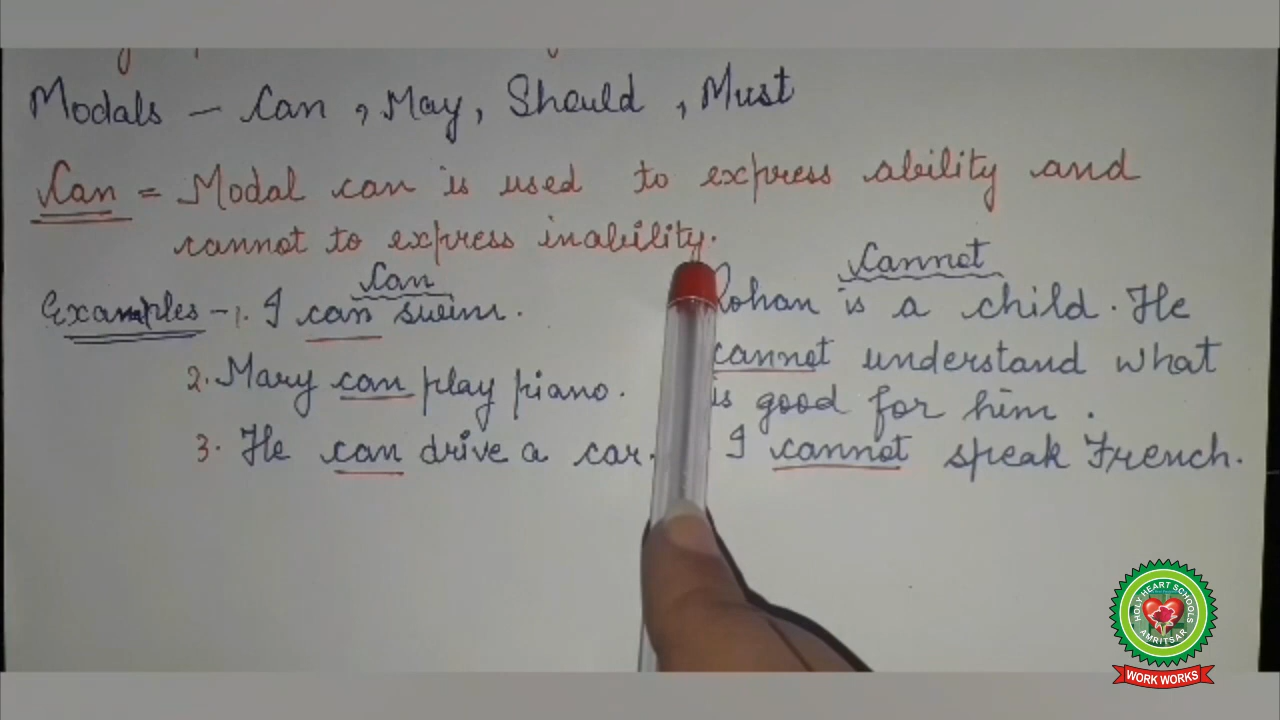 Modals - Can, May, Should, Must
Can = Modal can is used to express ability and
cannot to express inability.
Can
Examples - 1. I can swim.
2. Mary can play piano.
3. He can drive a car.
Cannot
Rohan is a child. He
cannot understand what
is good for him.
I cannot speak French.
HOLY HEART SCHOOLS
AMRITSAR
WORK WORKS